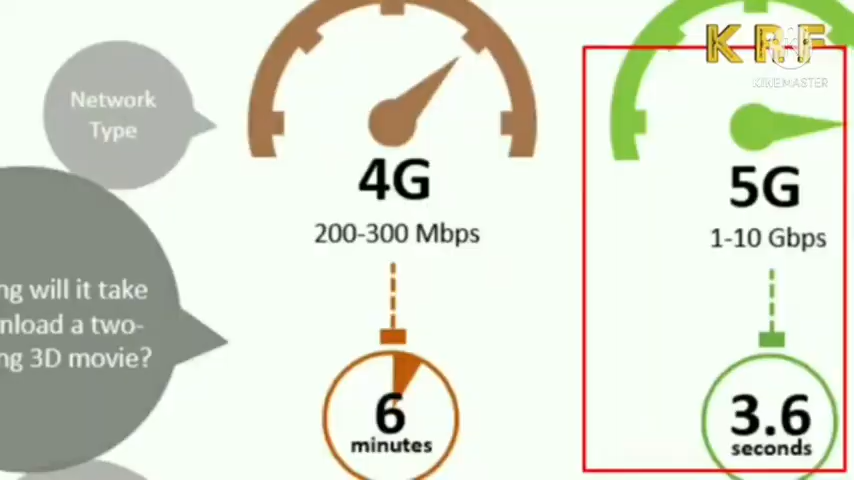 KRF
KINEMASTER
Network
Type
4G
200-300 Mbps
5G
1-10 Gbps
ng will it take
nload a two-
ng 3D movie?
6
minutes
3.6
seconds